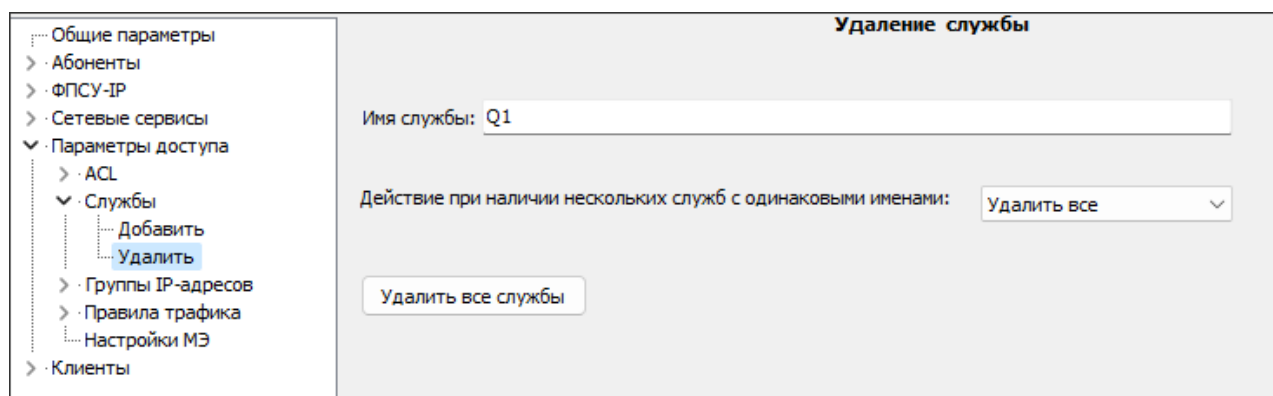 Общие параметры
Абоненты
ФПСУ-IP
Сетевые сервисы
Параметры доступа
ACL
Службы
Добавить
Удалить
Группы IP-адресов
Правила трафика
Настройки МЭ
Клиенты
Удаление службы
Имя службы: Q1
Действие при наличии нескольких служб с одинаковыми именами: Удалить все
Удалить все службы